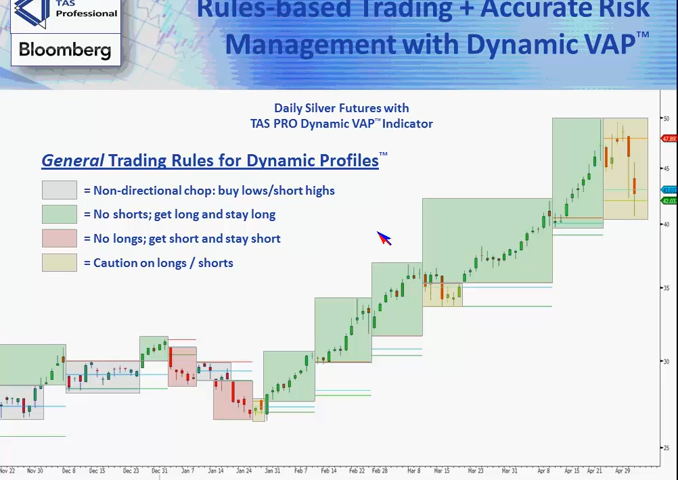 TAS
Professional
Bloomberg
Rules-based Trading + Accurate Risk
Management with Dynamic VAP™
Daily Silver Futures with
TAS PRO Dynamic VAP™ Indicator
General Trading Rules for Dynamic Profiles™
= Non-directional chop: buy lows/short highs
= No shorts; get long and stay long
= No longs; get short and stay short
= Caution on longs / shorts
50
45
40
35
30
25
Nov 22 Nov 30 Dec 8 Dec 15 Dec 23 Dec 31 Jan 7 Jan 14 Jan 24 Jan 31 Feb 7 Feb 14 Feb 22 Feb 28 Mar 8 Mar 15 Mar 23 Mar 31 Apr 8 Apr 15 Apr 21 Apr 29